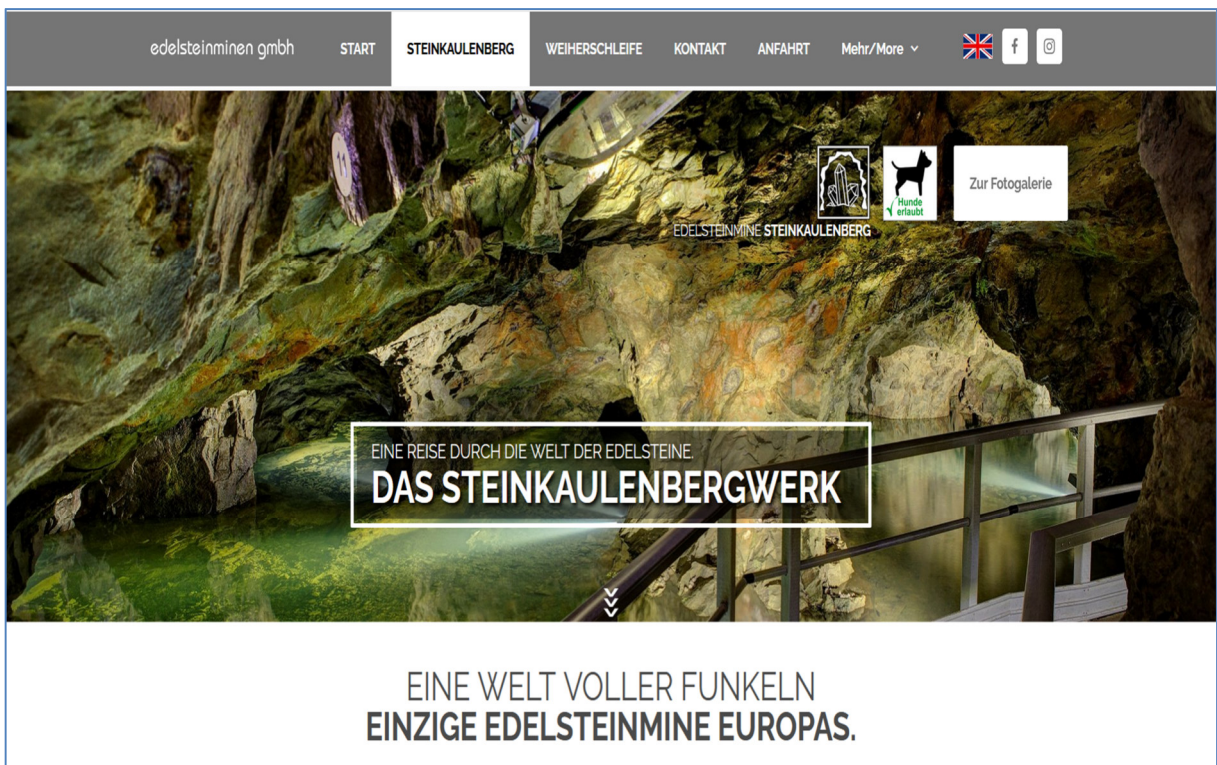 edelsteinminen gmbh START STEINKAULENBERG WEIHERSCHLEIFE KONTAKT ANFAHRT Mehr/More
Hunde
erlaubt
Zur Fotogalerie
EDELSTEINMINE STEINKAULENBERG
EINE REISE DURCH DIE WELT DER EDELSTEINE.
DAS STEINKAULENBERGWERK
EINE WELT VOLLER FUNKELN
EINZIGE EDELSTEINMINE EUROPAS.